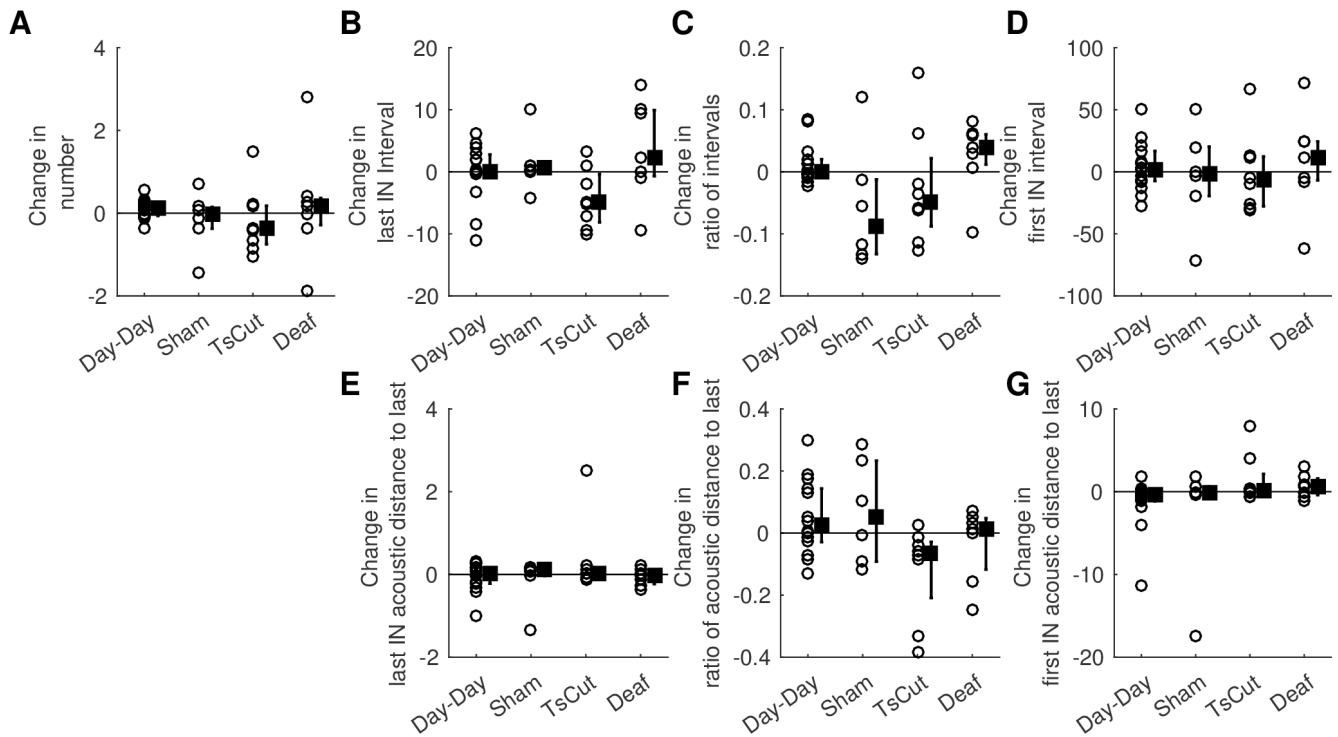 A
Change in
number
4
2
0
-2
Day-Day
Sham
TsCut
Deaf
B
Change in
last IN Interval
20
10
0
-10
-20
Day-Day
Sham
TsCut
Deaf
C
Change in
ratio of intervals
0.2
0.1
0
-0.1
-0.2
Day-Day
Sham
TsCut
Deaf
D
Change in
first IN interval
100
50
0
-50
-100
Day-Day
Sham
TsCut
Deaf
E
Change in
last IN acoustic distance to last
4
2
0
-2
Day-Day
Sham
TsCut
Deaf
F
Change in
ratio of acoustic distance to last
0.4
0.2
0
-0.2
-0.4
Day-Day
Sham
TsCut
Deaf
G
Change in
first IN acoustic distance to last
10
0
-10
-20
Day-Day
Sham
TsCut
Deaf